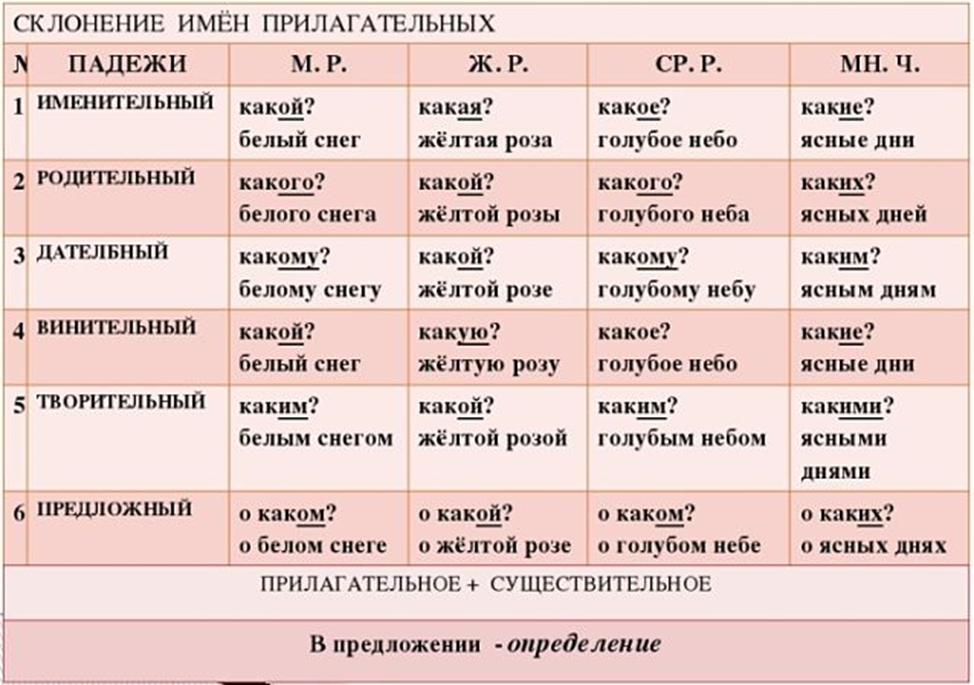 СКЛОНЕНИЕ ИМЁН ПРИЛАГАТЕЛЬНЫХ
№ ПАДЕЖИ М. Р. Ж. Р. СР. Р. МН. Ч.
1 ИМЕНИТЕЛЬНЫЙ какой? какая? какое? какие?
белый снег жёлтая роза голубое небо ясные дни
2 РОДИТЕЛЬНЫЙ какого? какой? какого? каких?
белого снега жёлтой розы голубого неба ясных дней
3 ДАТЕЛБНЫЙ какому? какой? какому? каким?
белому снегу жёлтой розе голубому небу ясным дням
4 ВИНИТЕЛЬНЫЙ какой? какую? какое? какие?
белый снег жёлтую розу голубое небо ясные дни
5 ТВОРИТЕЛЬНЫЙ каким? какой? каким? какими?
белым снегом жёлтой розой голубым небом ясными
днями
6 ПРЕДЛОЖНЫЙ о каком? о какой? о каком? о каких?
о белом снеге о жёлтой розе о голубом небе о ясных днях
ПРИЛАГАТЕЛЬНОЕ + СУЩЕСТВИТЕЛЬНОЕ
В предложении - определение